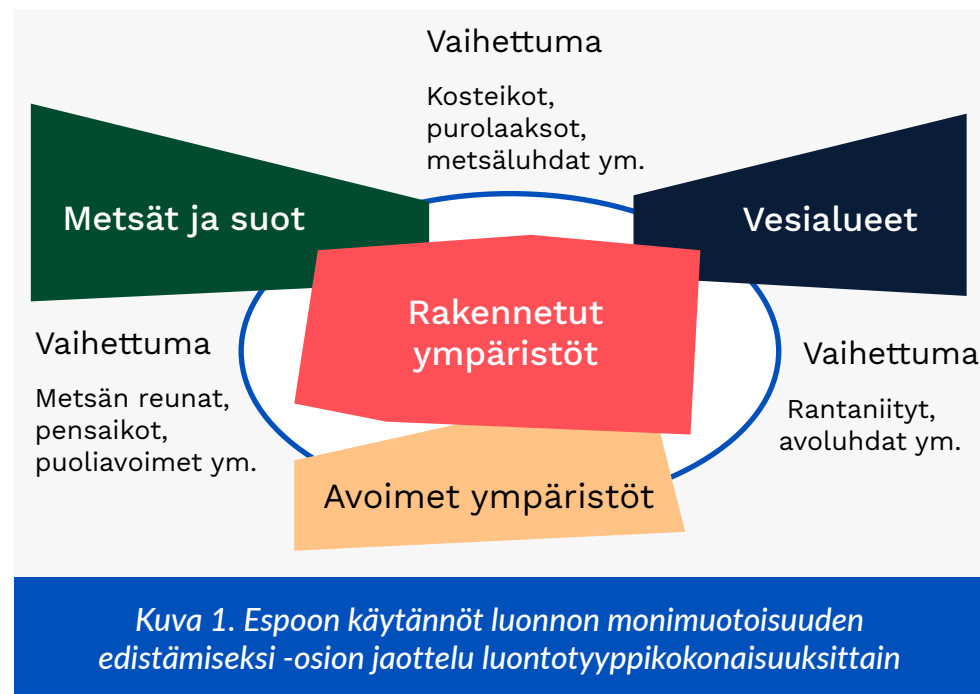 Vaihettuma
Kosteikot,
purolaaksot,
metsäluhdat ym.
Metsät ja suot
Vesialueet
Rakennetut
ympäristöt
Vaihettuma
Metsän reunat,
pensaikot,
puoliavoimet ym.
Vaihettuma
Rantaniityt,
avoluhdat ym.
Avoimet ympäristöt
Kuva 1. Espoon käytännöt luonnon monimuotoisuuden
edistämiseksi -osion jaottelu luontotyyppikokonaisuuksittain